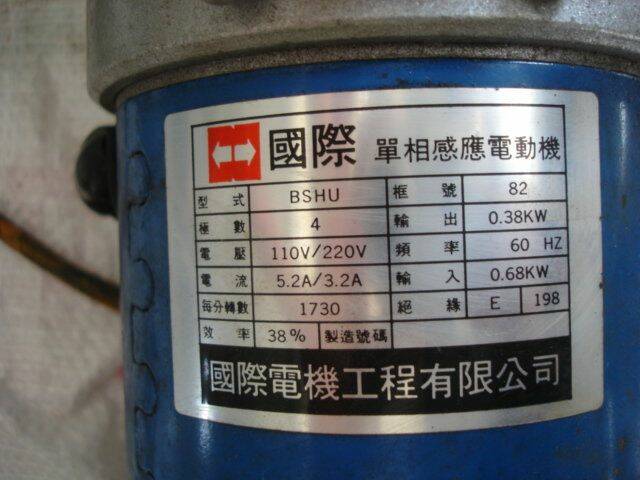 國際 單相感應電動機
型式 BSHU 框號 82
極數 4 輸出 0.38KW
電壓 110V/220V 頻率 60 HZ
電流 5.2A/3.2A 輸入 0.68KW
每分轉數 1730 絕緣 E 198
效率 38% 製造號碼
國際電機工程有限公司